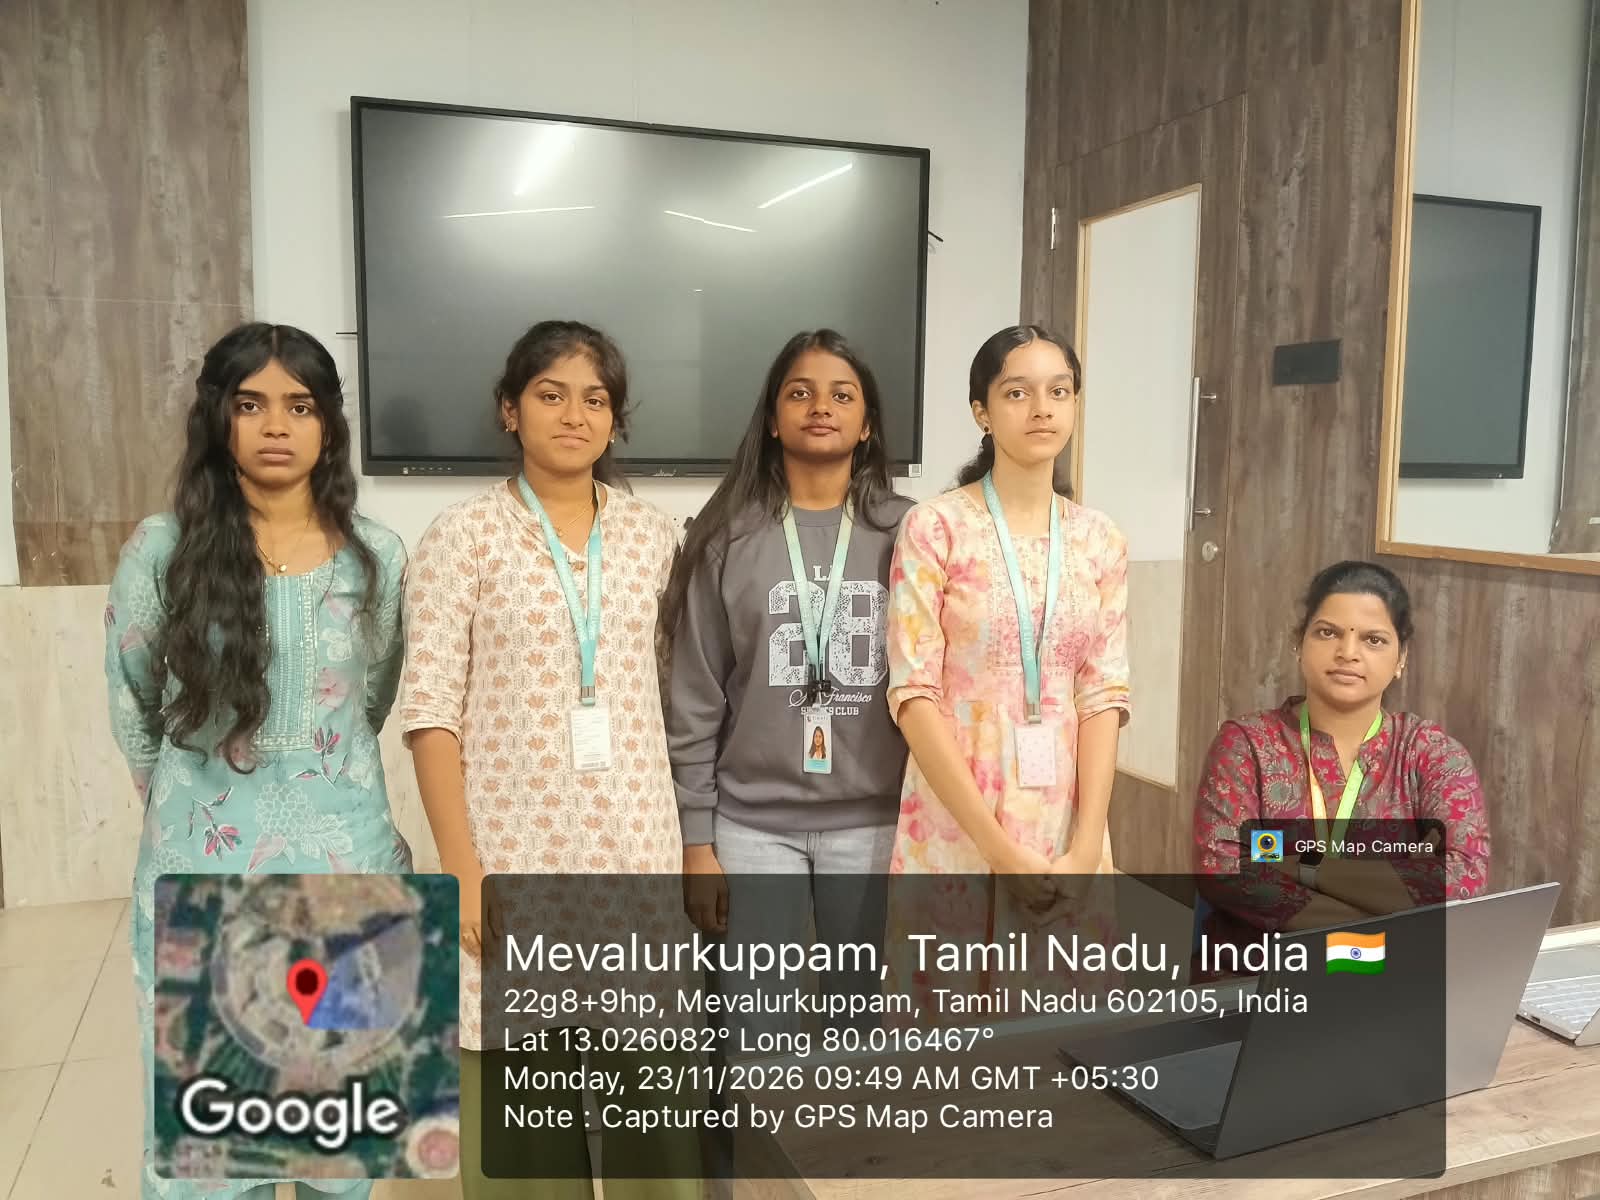 28
Francisco
CLUB
GPS Map Camera
Google
Mevalurkuppam, Tamil Nadu, India
22g8+9hp, Mevalurkuppam, Tamil Nadu 602105, India
Lat 13.026082° Long 80.016467°
Monday, 23/11/2026 09:49 AM GMT +05:30
Note : Captured by GPS Map Camera